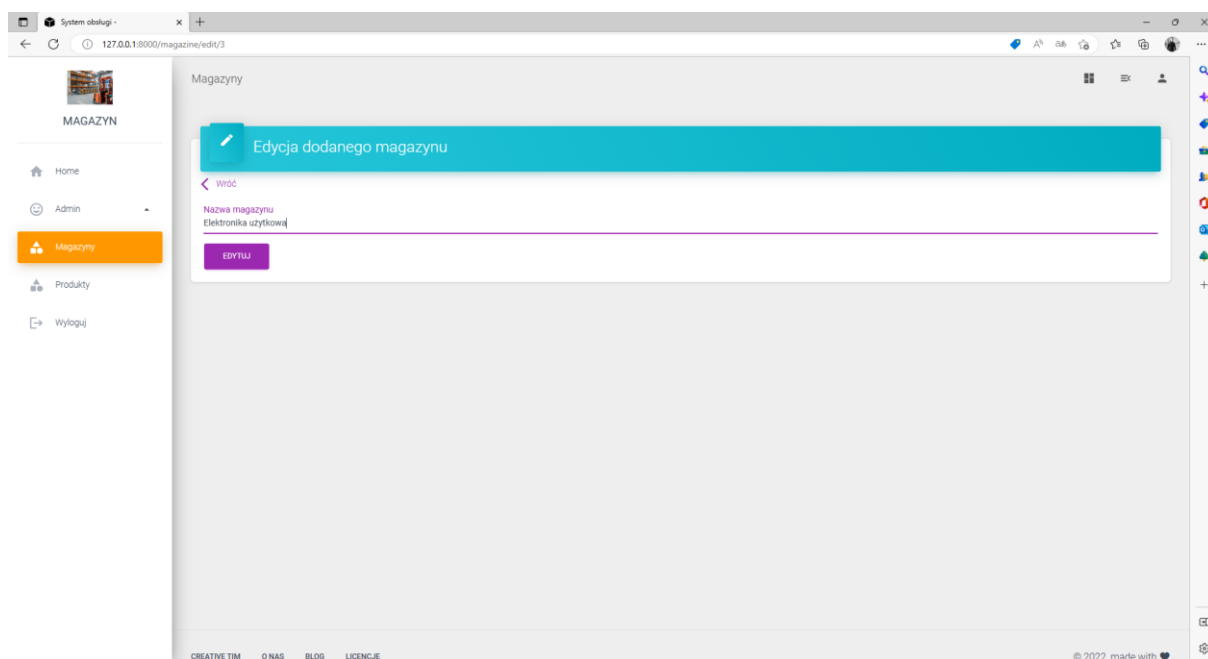 System obsługi -
127.0.0.1:8000/magazine/edit/3
MAGAZYN
Home
Admin
Magazyny
Produkty
Wyloguj
Magazyny
Edycja dodanego magazynu
Wróć
Nazwa magazynu
Elektronika użytkowa
EDYTUJ
CREATIVE TIM O NAS BLOG LICENCJE
© 2022, made with